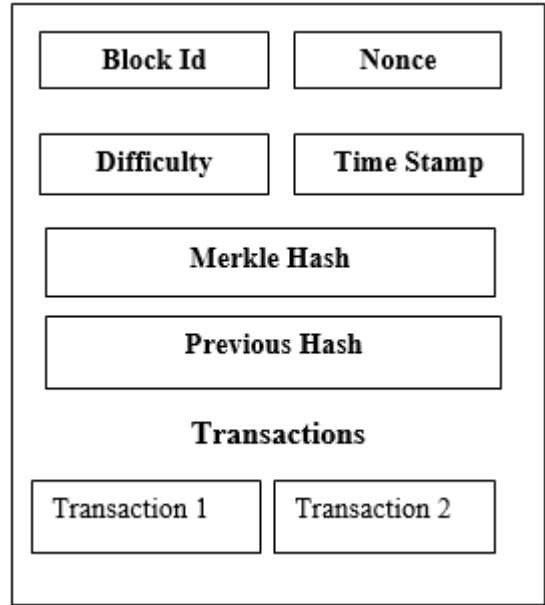 Block Id
Nonce
Difficulty
Time Stamp
Merkle Hash
Previous Hash
Transactions
Transaction 1
Transaction 2